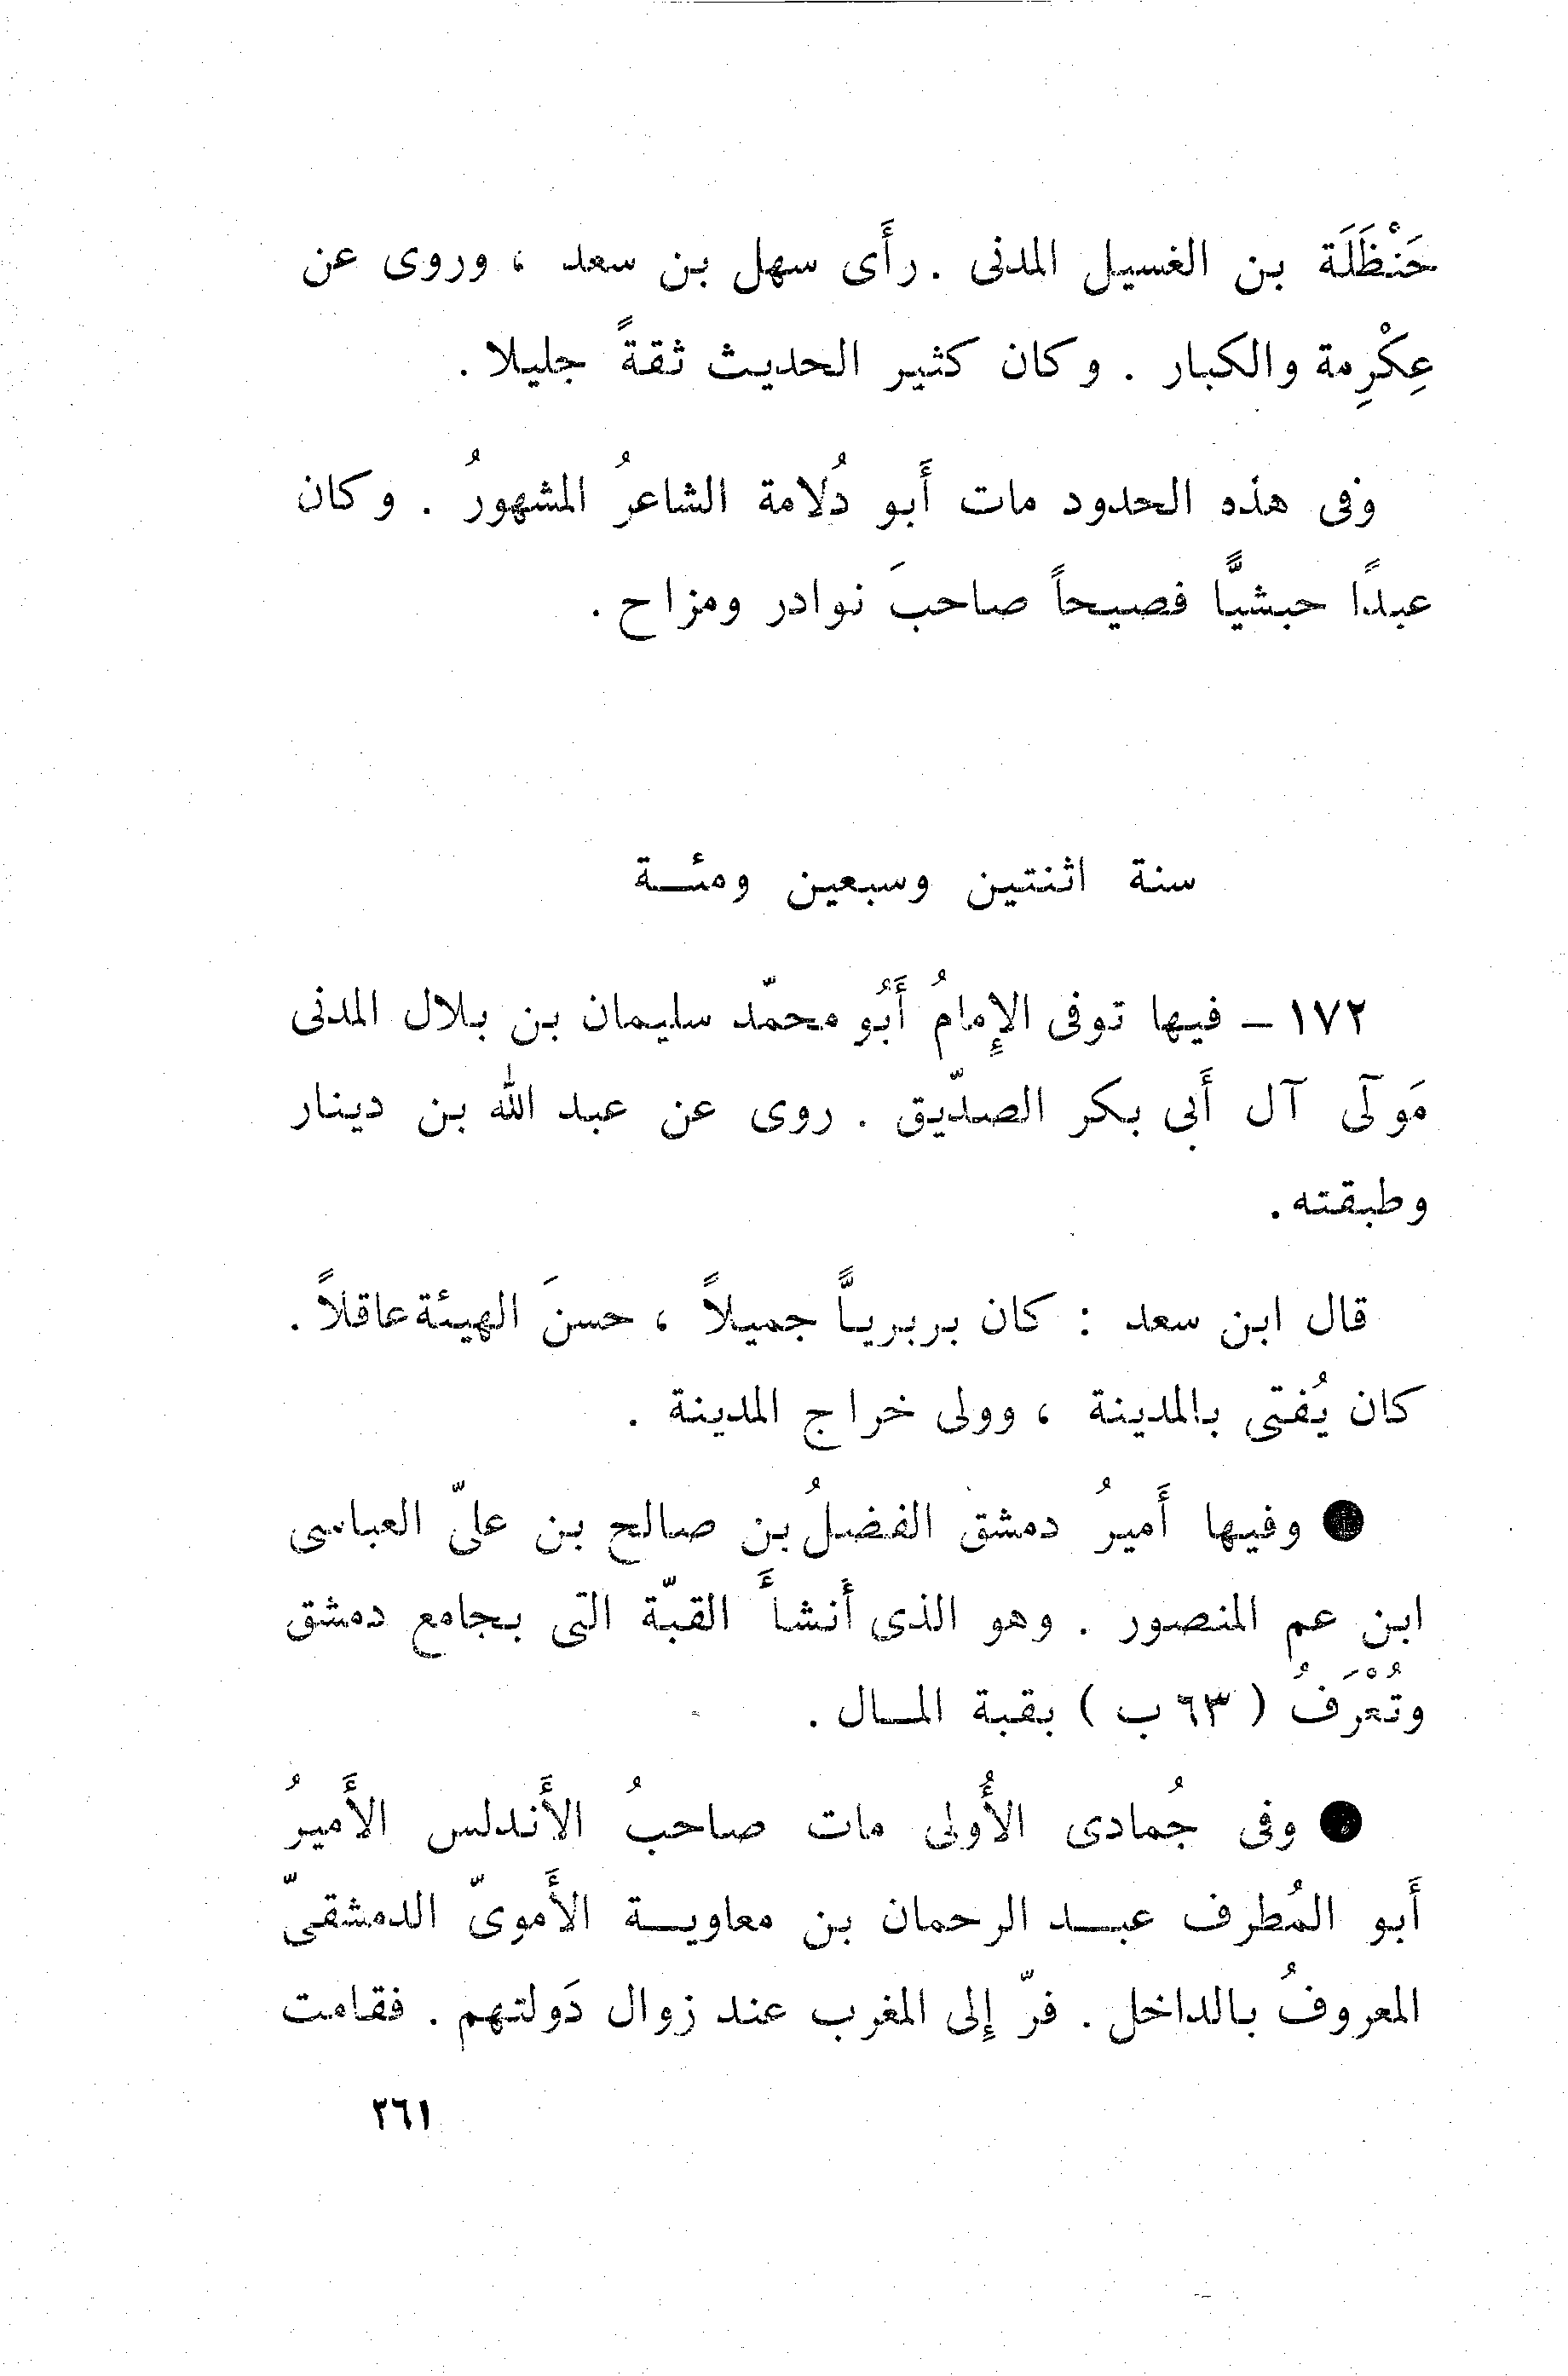 حَنْظَلَة بن الغسيل المدنى . رأَى سهل بن سعد ، وروى عن
عِكْرِمة والكبار . وكان كثير الحديث ثقةً جليلا .
وفى هذه الحدود مات أَبو دُلامة الشاعرُ المشهورُ . وكان
عبدًا حبشيًّا فصيحاً صاحبَ نوادر ومزاح .
سنة اثنتين وسبعين ومئـة
١٧٢ – فيها توفى الإِمامُ أَبُو محمّد سليمان بن بلال المدنى
مَولَى آل أَبى بكر الصدّيق . روى عن عبد الله بن دينار
وطبقته .
قال ابن سعد : كان بربريـاًّ جميلاً ، حسنَ الهيئة عاقلاً .
كان يُفتى بالمدينة ، وولى خراج المدينة .
● وفيها أَميرُ دمشق الفضلُ بن صالح بن علىّ العباسى
ابن عم المنصور . وهو الذى أَنشأَ القبّة التى بجامع دمشق
وتُعْرَفُ ( ٦٣ ب ) بقبة المـال .
● وفى جُمادى الأُولى مات صاحبُ الأَندلس الأَميرُ
أَبو المُطرف عبـد الرحمان بن معاويـة الأَموىّ الدمشقىّ
المعروفُ بالداخل . فرّ إلى المغرب عند زوال دَولتهم . فقامت
٢٦١